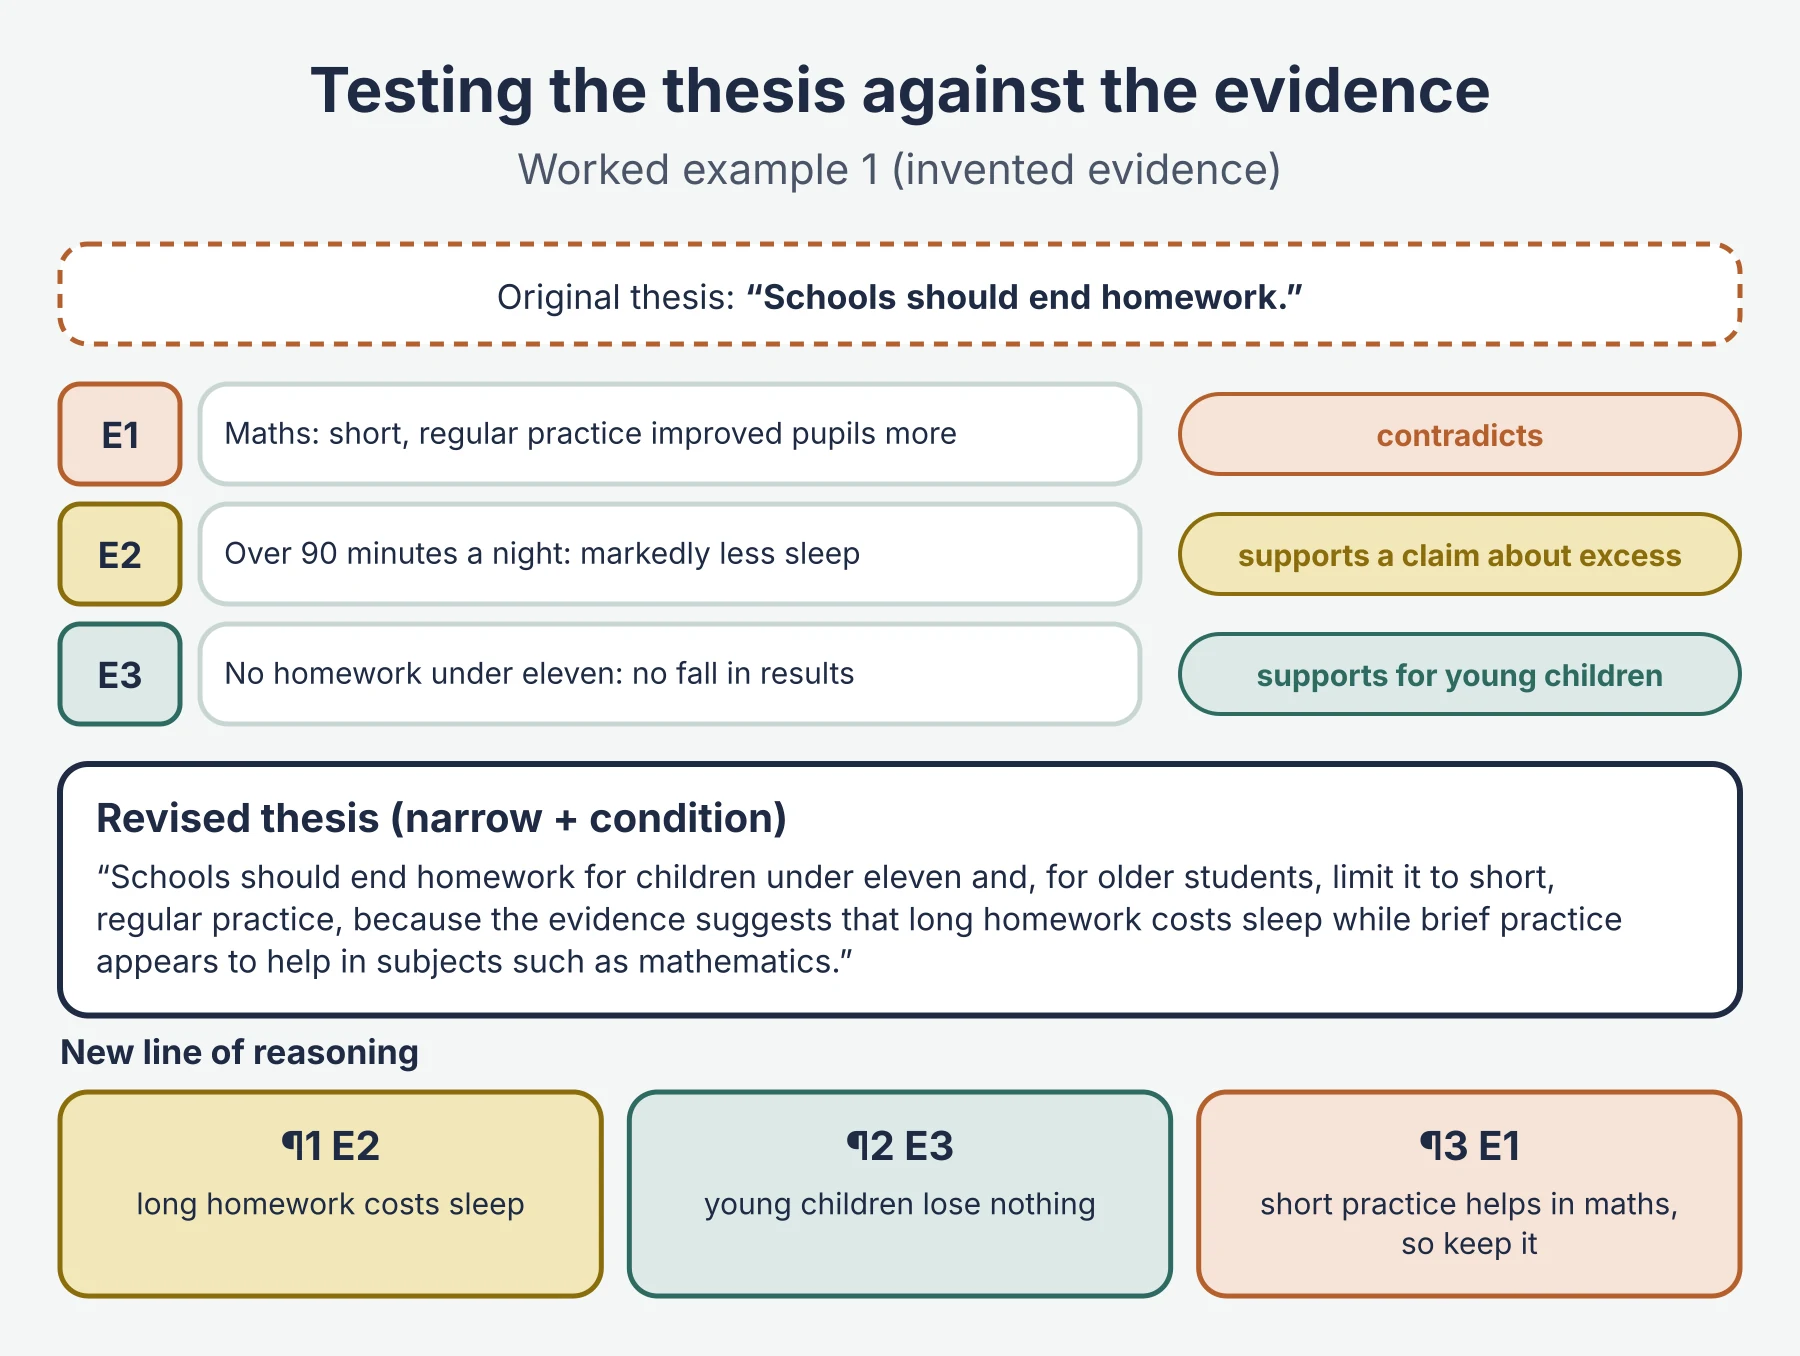 Testing the thesis against the evidence
Worked example 1 (invented evidence)
Original thesis: “Schools should end homework.”
E1
Maths: short, regular practice improved pupils more
contradicts
E2
Over 90 minutes a night: markedly less sleep
supports a claim about excess
E3
No homework under eleven: no fall in results
supports for young children
Revised thesis (narrow + condition)
“Schools should end homework for children under eleven and, for older students, limit it to short,
regular practice, because the evidence suggests that long homework costs sleep while brief practice
appears to help in subjects such as mathematics.”
New line of reasoning
¶1 E2
long homework costs sleep
¶2 E3
young children lose nothing
¶3 E1
short practice helps in maths,
so keep it